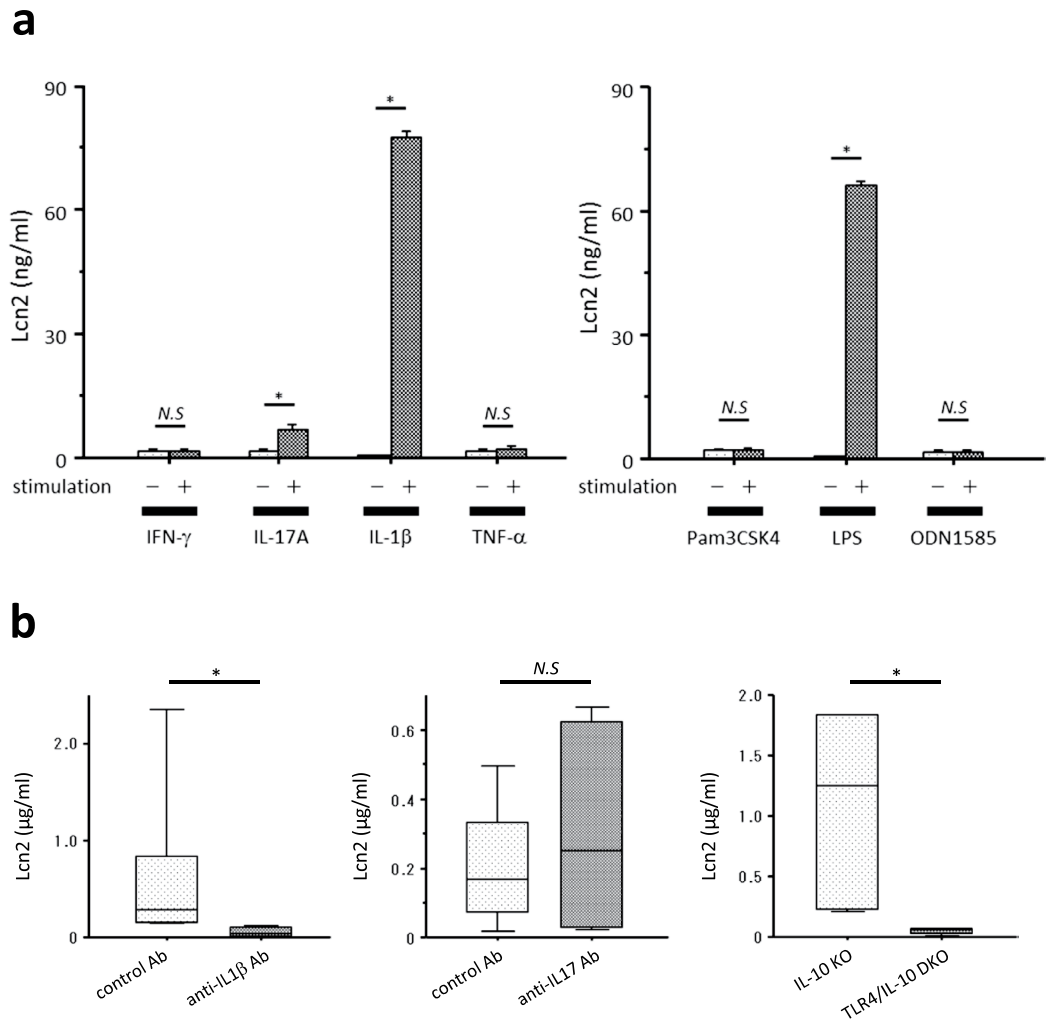 a
90
60
30
0
Lcn2 (ng/ml)
N.S
*
*
N.S
stimulation − + − + − + − +
IFN-γ IL-17A IL-1β TNF-α
90
60
30
0
Lcn2 (ng/ml)
N.S
*
N.S
stimulation − + − + − +
Pam3CSK4 LPS ODN1585
b
*
2.0
1.0
0
Lcn2 (μg/ml)
control Ab
anti-IL1β Ab
N.S
0.6
0.4
0.2
0
Lcn2 (μg/ml)
control Ab
anti-IL17 Ab
*
2.0
1.5
1.0
0.5
0
Lcn2 (μg/ml)
IL-10 KO
TLR4/IL-10 DKO